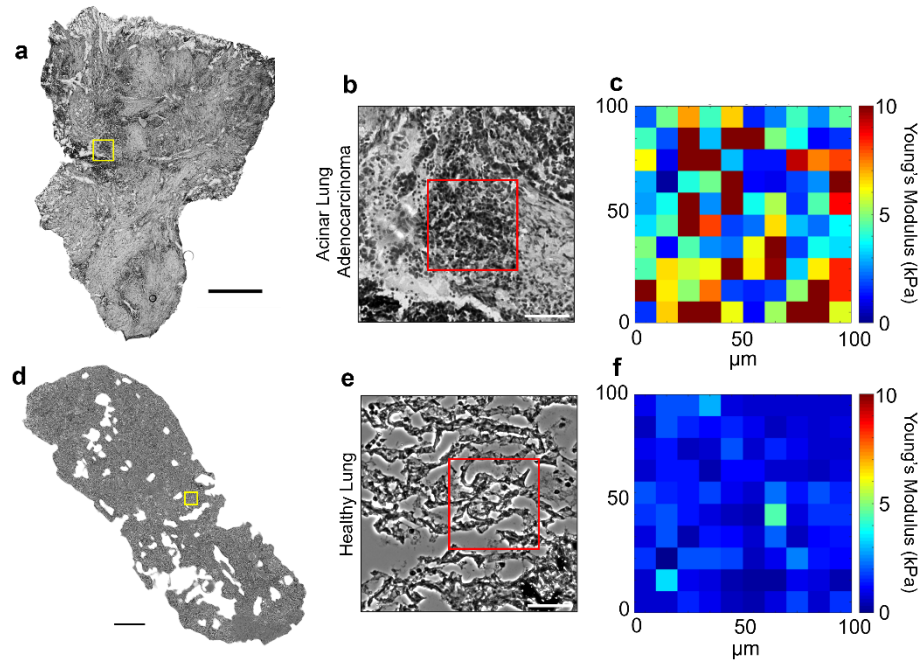 a
b
c
Acinar Lung
Adenocarcinoma
100
50
0
0
50
100
μm
10
5
0
Young's Modulus (kPa)
d
e
f
Healthy Lung
100
50
0
0
50
100
μm
10
5
0
Young's Modulus (kPa)